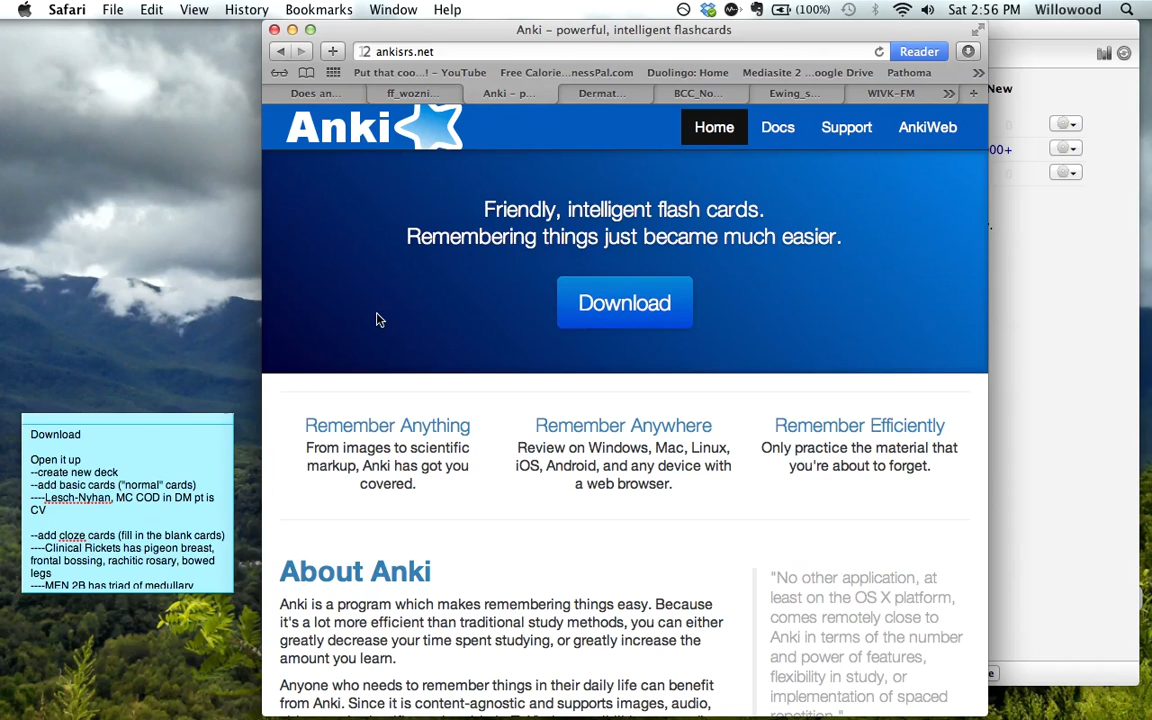 Safari File Edit View History Bookmarks Window Help (100%) Sat 2:56 PM Willowood
Anki – powerful, intelligent flashcards
ankisrs.net Reader
Put that coo...! – YouTube Free Calorie...nessPal.com Duolingo: Home Mediasite 2 ...oogle Drive Pathoma
Does an... ff_wozni... Anki – p... Dermat... BCC_No... Ewing_s... WIVK–FM
New
Anki Home Docs Support AnkiWeb
00+
Friendly, intelligent flash cards.
Remembering things just became much easier.
Download
Remember Anything
From images to scientific
markup, Anki has got you
covered.
Remember Anywhere
Review on Windows, Mac, Linux,
iOS, Android, and any device with
a web browser.
Remember Efficiently
Only practice the material that
you're about to forget.
Download
Open it up
--create new deck
--add basic cards ("normal" cards)
----Lesch-Nyhan, MC COD in DM pt is
CV
--add cloze cards (fill in the blank cards)
----Clinical Rickets has pigeon breast,
frontal bossing, rachitic rosary, bowed
legs
----MEN 2B has triad of medullary
About Anki
Anki is a program which makes remembering things easy. Because
it's a lot more efficient than traditional study methods, you can either
greatly decrease your time spent studying, or greatly increase the
amount you learn.
Anyone who needs to remember things in their daily life can benefit
from Anki. Since it is content-agnostic and supports images, audio,
"No other application, at
least on the OS X platform,
comes remotely close to
Anki in terms of the number
and power of features,
flexibility in study, or
implementation of spaced
repetition."